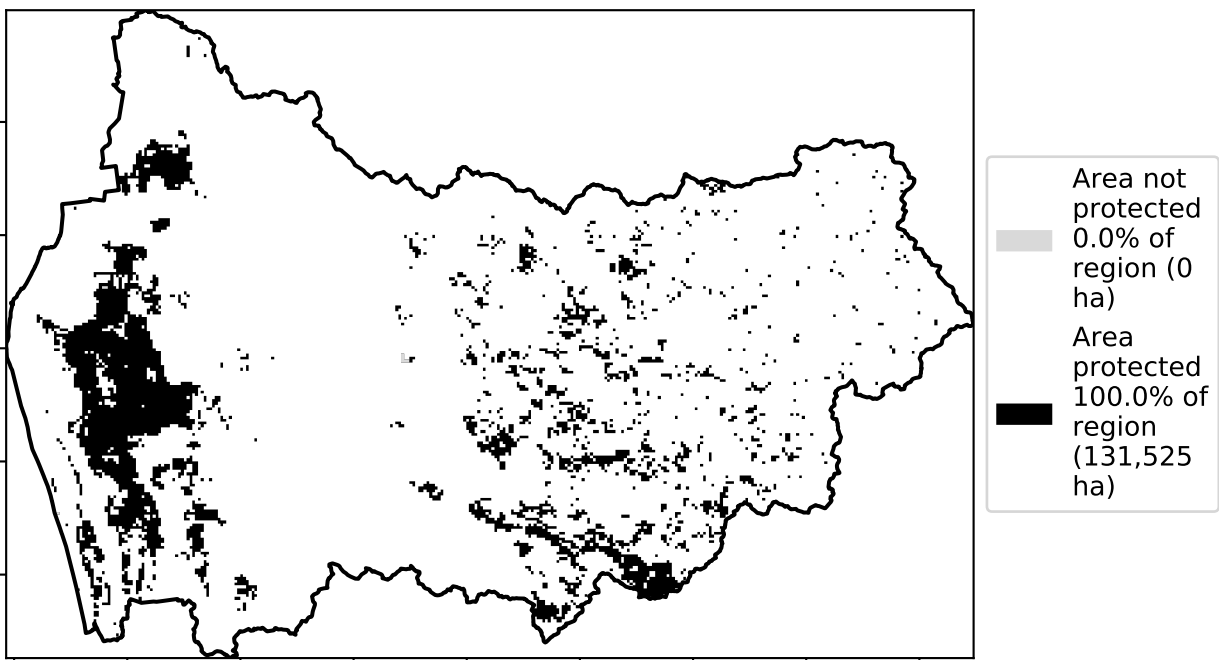 Area not
protected
0.0% of
region (0
ha)
Area
protected
100.0% of
region
(131,525
ha)